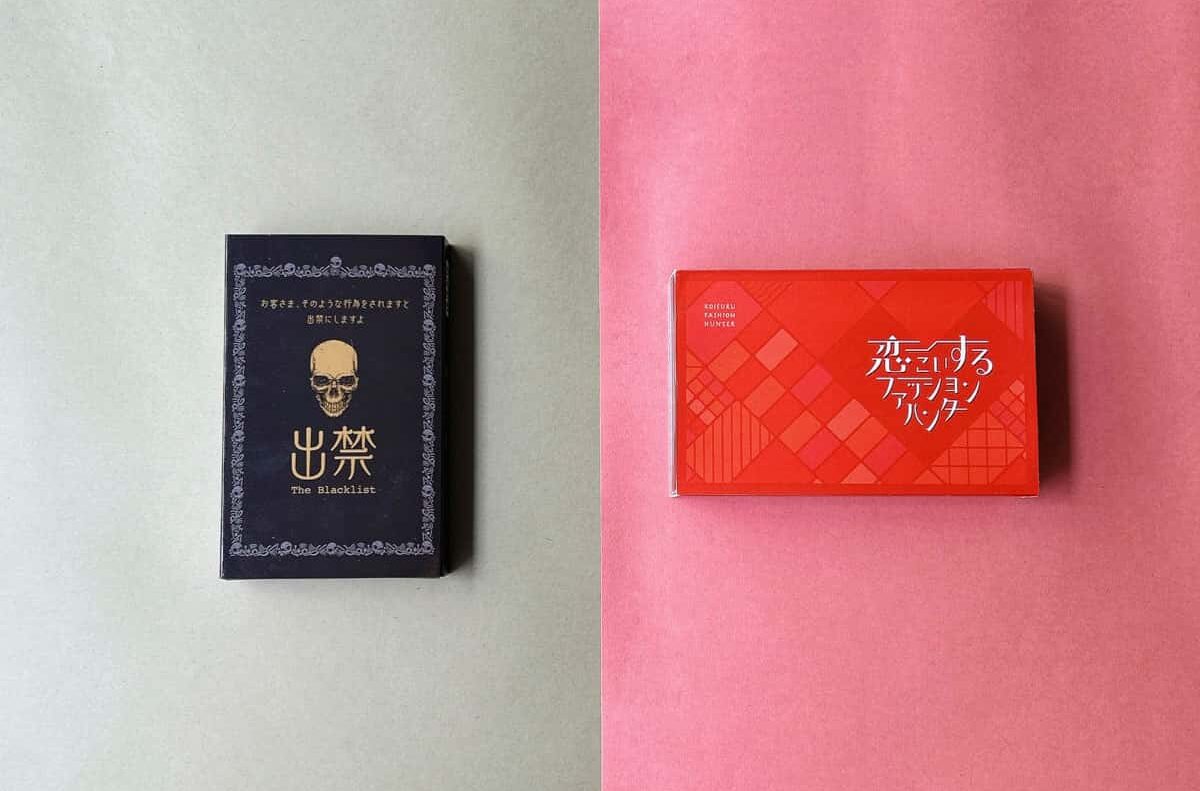 お客さま、そのような行為をされますと
出禁にしますよ
出禁
The Blacklist
KOISURU
FASHION
HUNTER
恋こいする
ファッション
ハンター